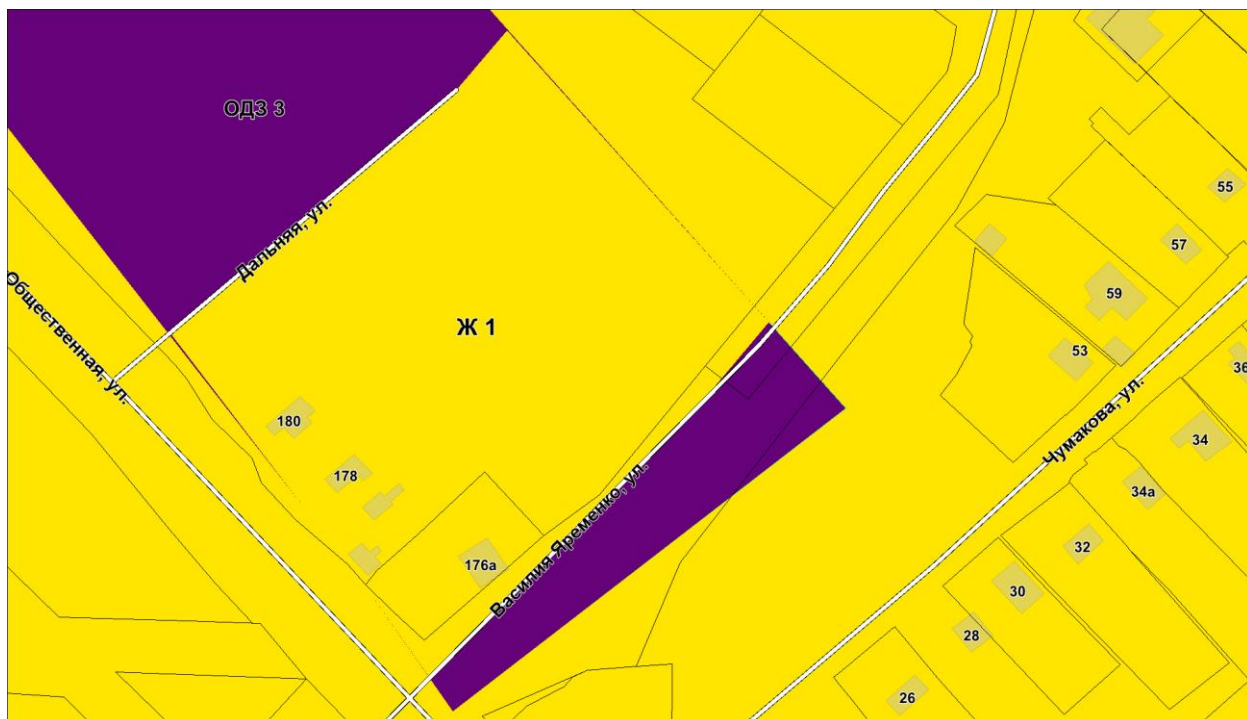 ОДЗ 3
55
Дальняя, ул.
57
Общественная, ул.
59
Ж 1
53
36
Чумакова, ул.
180
34
178
34а
Василия Яременко, ул.
32
176а
30
28
26